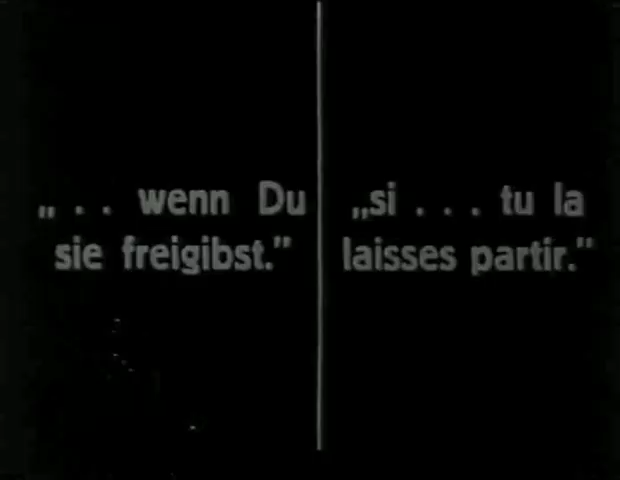 „ . . wenn Du
sie freigibst."
„si . . . tu la
laisses partir."